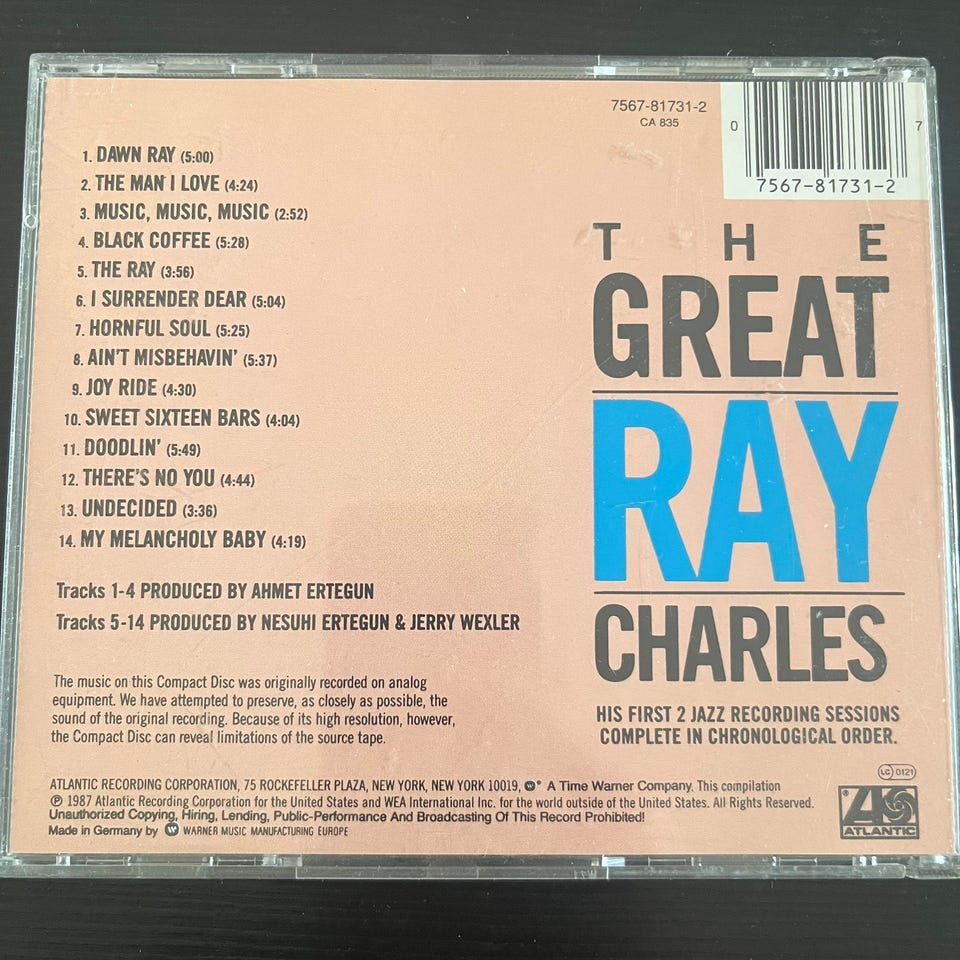 7567-81731-2
CA 835
0
7
7567-81731-2
1. DAWN RAY (5:00)
2. THE MAN I LOVE (4:24)
3. MUSIC, MUSIC, MUSIC (2:52)
4. BLACK COFFEE (5:28)
5. THE RAY (3:56)
6. I SURRENDER DEAR (5:04)
7. HORNFUL SOUL (5:25)
8. AIN'T MISBEHAVIN' (5:37)
9. JOY RIDE (4:30)
10. SWEET SIXTEEN BARS (4:04)
11. DOODLIN' (5:49)
12. THERE'S NO YOU (4:44)
13. UNDECIDED (3:36)
14. MY MELANCHOLY BABY (4:19)
Tracks 1-4 PRODUCED BY AHMET ERTEGUN
Tracks 5-14 PRODUCED BY NESUHI ERTEGUN & JERRY WEXLER
The music on this Compact Disc was originally recorded on analog
equipment. We have attempted to preserve, as closely as possible, the
sound of the original recording. Because of its high resolution, however,
the Compact Disc can reveal limitations of the source tape.
THE
GREAT
RAY
CHARLES
HIS FIRST 2 JAZZ RECORDING SESSIONS
COMPLETE IN CHRONOLOGICAL ORDER.
LC 0121
ATLANTIC RECORDING CORPORATION, 75 ROCKEFELLER PLAZA, NEW YORK, NEW YORK 10019, A Time Warner Company. This compilation
℗ 1987 Atlantic Recording Corporation for the United States and WEA International Inc. for the world outside of the United States. All Rights Reserved.
Unauthorized Copying, Hiring, Lending, Public-Performance And Broadcasting Of This Record Prohibited!
Made in Germany by WARNER MUSIC MANUFACTURING EUROPE
ATLANTIC